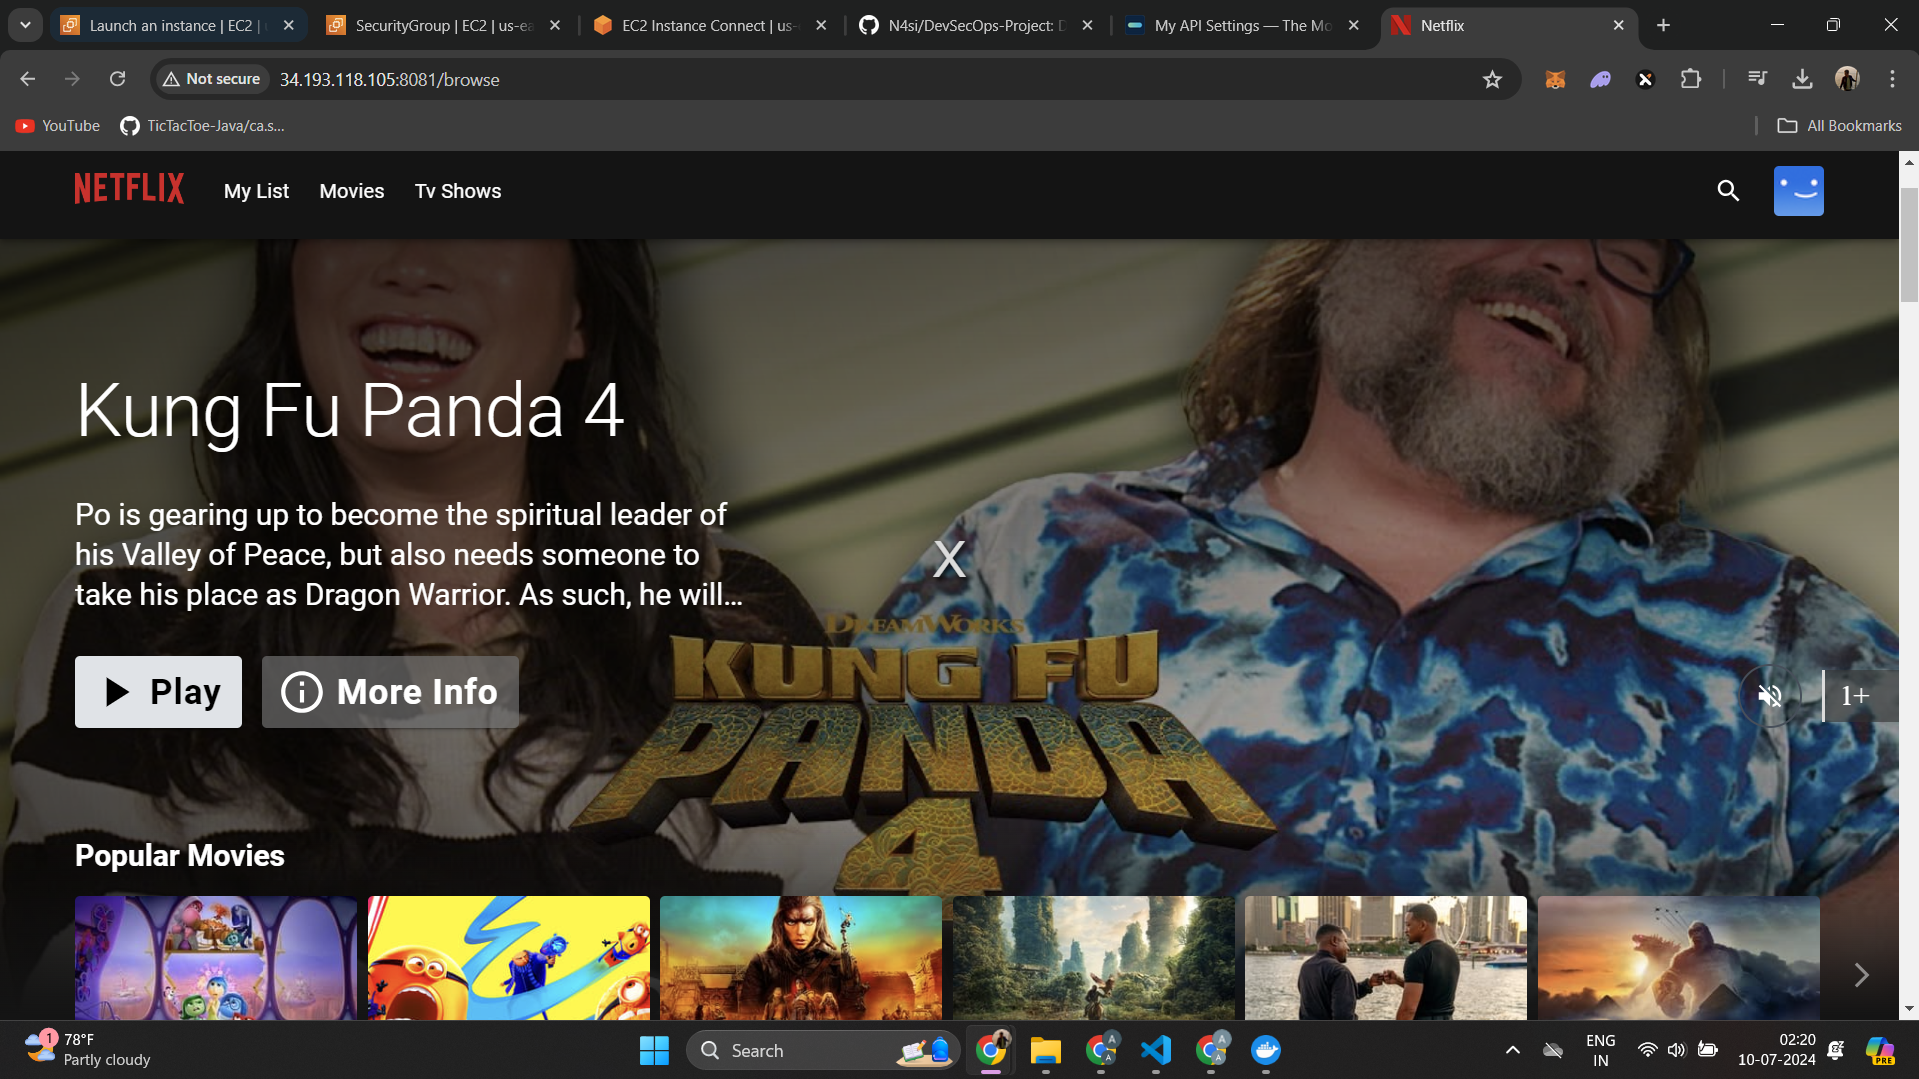 Launch an instance | EC2 | u
SecurityGroup | EC2 | us-ea
EC2 Instance Connect | us-
N4si/DevSecOps-Project: D
My API Settings — The Mo
Netflix
Not secure
34.193.118.105:8081/browse
YouTube
TicTacToe-Java/ca.s...
All Bookmarks
NETFLIX
My List
Movies
Tv Shows
Kung Fu Panda 4
Po is gearing up to become the spiritual leader of
his Valley of Peace, but also needs someone to
take his place as Dragon Warrior. As such, he will...
X
DREAMWORKS
KUNG FU
PANDA
4
Play
More Info
1+
Popular Movies
1
78°F
Partly cloudy
Search
A
A
A
ENG
IN
02:20
10-07-2024
PRE